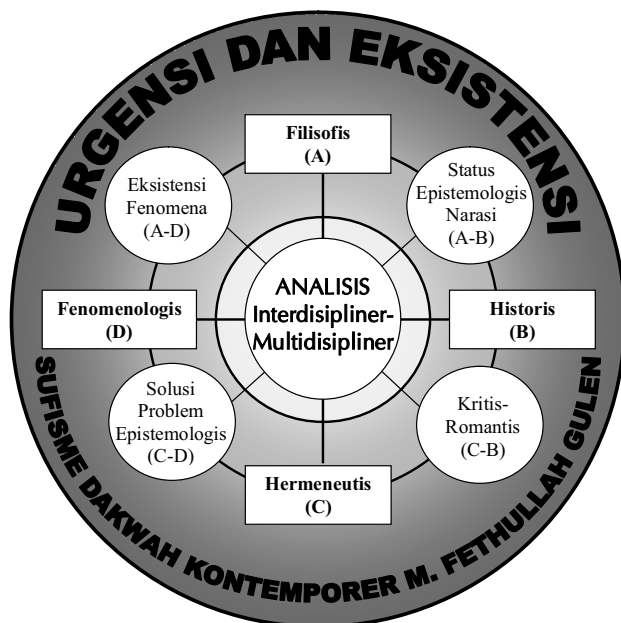 URGENSI DAN EKSISTENSI
Filisofis
(A)
Eksistensi
Fenomena
(A-D)
Status
Epistemologis
Narasi
(A-B)
Fenomenologis
(D)
ANALISIS
Interdisipliner-
Multidisipliner
Historis
(B)
Solusi
Problem
Epistemologis
(C-D)
Kritis-
Romantis
(C-B)
Hermeneutis
(C)
SUFISME DAKWAH KONTEMPORER M. FETHULLAH GULEN